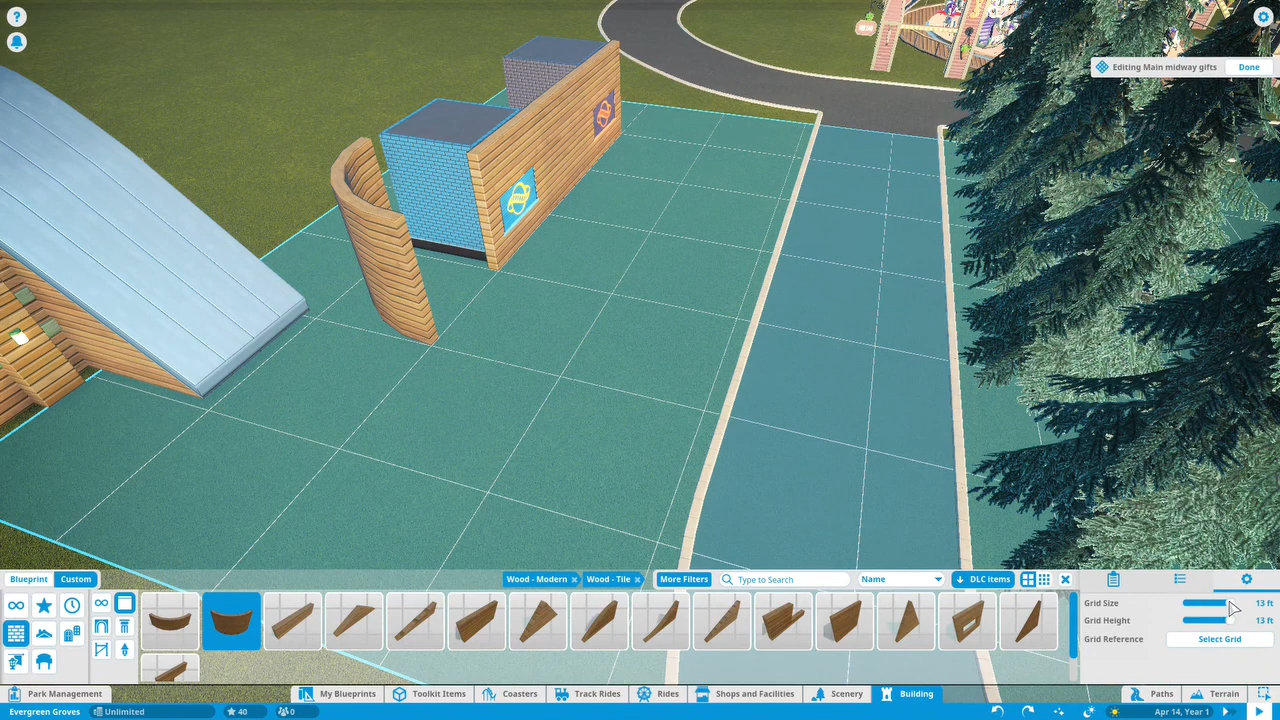 ?
Editing Main midway gifts Done
Blueprint Custom Wood - Modern × Wood - Tile × More Filters Type to Search Name DLC items
Grid Size 13 ft
Grid Height 13 ft
Grid Reference Select Grid
Park Management My Blueprints Toolkit Items Coasters Track Rides Rides Shops and Facilities Scenery Building Paths Terrain
Evergreen Groves Unlimited 40 0 Apr 14, Year 1